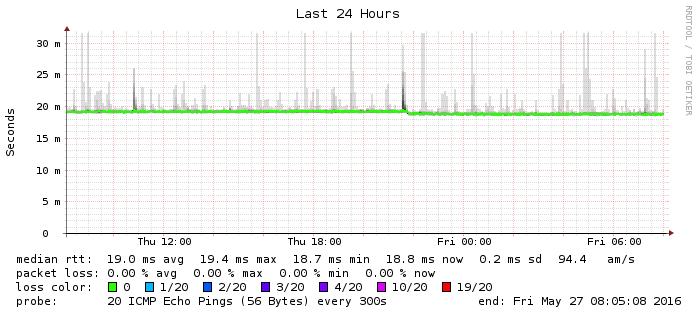 Last 24 Hours
RRDTOOL / TOBI OETIKER
Seconds
30 m
25 m
20 m
15 m
10 m
5 m
0
Thu 12:00 Thu 18:00 Fri 00:00 Fri 06:00
median rtt: 19.0 ms avg 19.4 ms max 18.7 ms min 18.8 ms now 0.2 ms sd 94.4 am/s
packet loss: 0.00 % avg 0.00 % max 0.00 % min 0.00 % now
loss color: 0 1/20 2/20 3/20 4/20 10/20 19/20
probe: 20 ICMP Echo Pings (56 Bytes) every 300s end: Fri May 27 08:05:08 2016